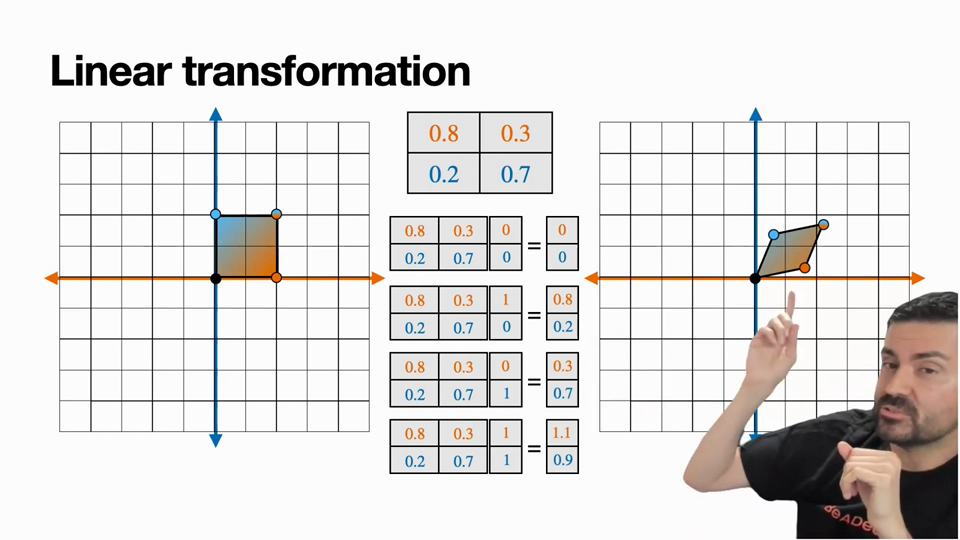 Linear transformation
0.8 0.3
0.2 0.7
0.8 0.3 0 = 0
0.2 0.7 0 0
0.8 0.3 1 = 0.8
0.2 0.7 0 0.2
0.8 0.3 0 = 0.3
0.2 0.7 1 0.7
0.8 0.3 1 = 1.1
0.2 0.7 1 0.9